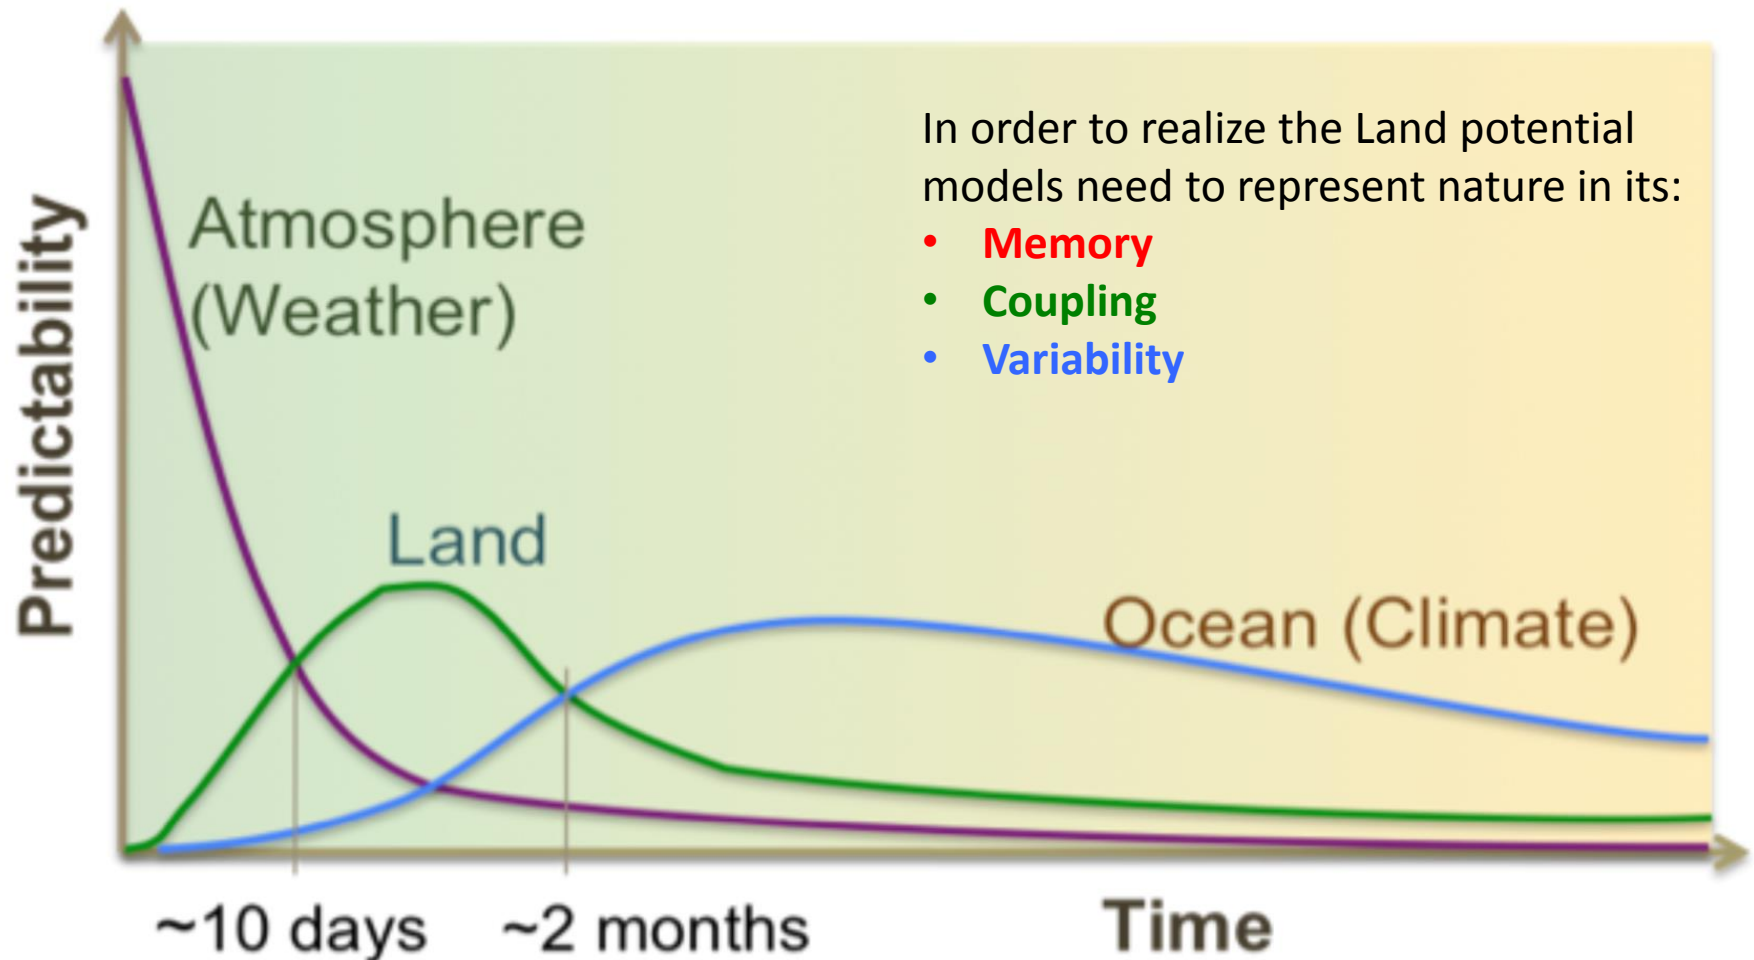 Predictability
Atmosphere
(Weather)
In order to realize the Land potential
models need to represent nature in its:
• Memory
• Coupling
• Variability
Land
Ocean (Climate)
~10 days
~2 months
Time